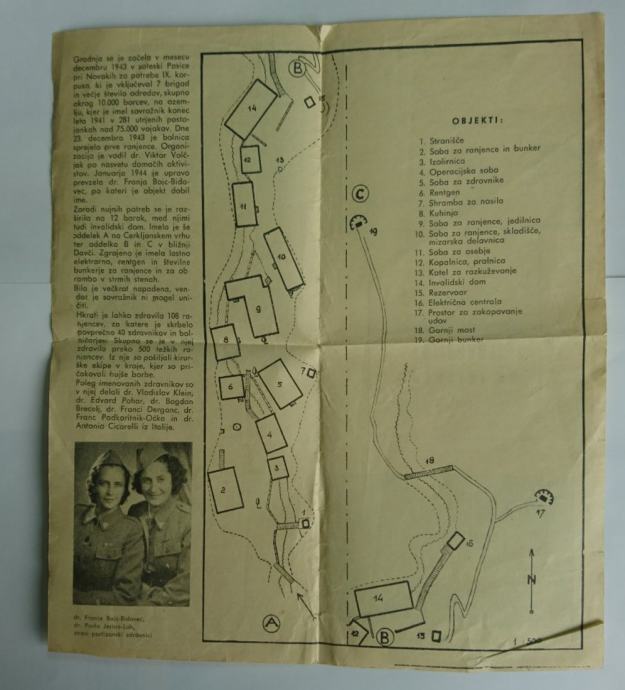 Gradnja se je začela v mesecu
decembru 1943 v soteski Pasice
pri Novakih za potrebe IX. kor-
pusa, ki je vključeval 7 brigad
in večje število odredov, skupno
okrog 10.000 borcev, na ozem-
lju, kjer je imel sovražnik konec
leta 1941 v 281 utrjenih posto-
jankah nad 75.000 vojakov. Dne
23. decembra 1943 je bolnica
sprejela prve ranjence. Organi-
zacijo je vodil dr. Viktor Volč-
jak po nasvetu domačih aktivi-
stov. Januarja 1944 je upravo
prevzela dr. Franja Bojc-Bido-
vec, po kateri je objekt dobil
ime.
Zaradi nujnih potreb se je raz-
širila na 12 barak, med njimi
tudi invalidski dom. Imela je še
oddelek A na Cerkljanskem vrhu
ter oddelka B in C v bližnji
Davči. Zgrajeno je imela lastno
elektrarno, rentgen in številne
bunkerje za ranjence in za ob-
rambo v strmih stenah.
Bila je večkrat napadena, ven-
dar je sovražnik ni mogel uni-
čiti.
Hkrati je lahko zdravila 108 ra-
njencev, za katere je skrbelo
povprečno 40 zdravnikov in bol-
ničarjev. Skupno se je v njej
zdravilo preko 500 težkih ra-
njencev. Iz nje so pošiljali kirur-
ške ekipe v kraje, kjer so pri-
čakovali hujše borbe.
Poleg imenovanih zdravnikov so
v njej delali dr. Vladislav Klein,
dr. Edvard Pohar, dr. Bogdan
Brecelj, dr. Franci Derganc, dr.
Franc Podkoritnik-Očka in dr.
Antonio Cicarelli iz Italije.
dr. Franja Bojc-Bidovec,
dr. Pavla Jerina-Lah,
partizanski zdravnici
B
14
15
12
13
11
10
9
8
7
6
5
4
3
2
1
A
OBJEKTI:
1. Stranišče
2. Soba za ranjence in bunker
3. Izolirnica
4. Operacijska soba
5. Soba za zdravnike
6. Rentgen
7. Shramba za nosila
8. Kuhinja
9. Soba za ranjence, jedilnica
10. Soba za ranjence, skladišče,
mizarska delavnica
11. Soba za osebje
12. Kopalnica, pralnica
13. Kotel za razkuževanje
14. Invalidski dom
15. Rezervoar
16. Električna centrala
17. Prostor za zakopavanje
udov
18. Gornji most
19. Gornji bunker
C
19
18
17
N
14
12
B
15